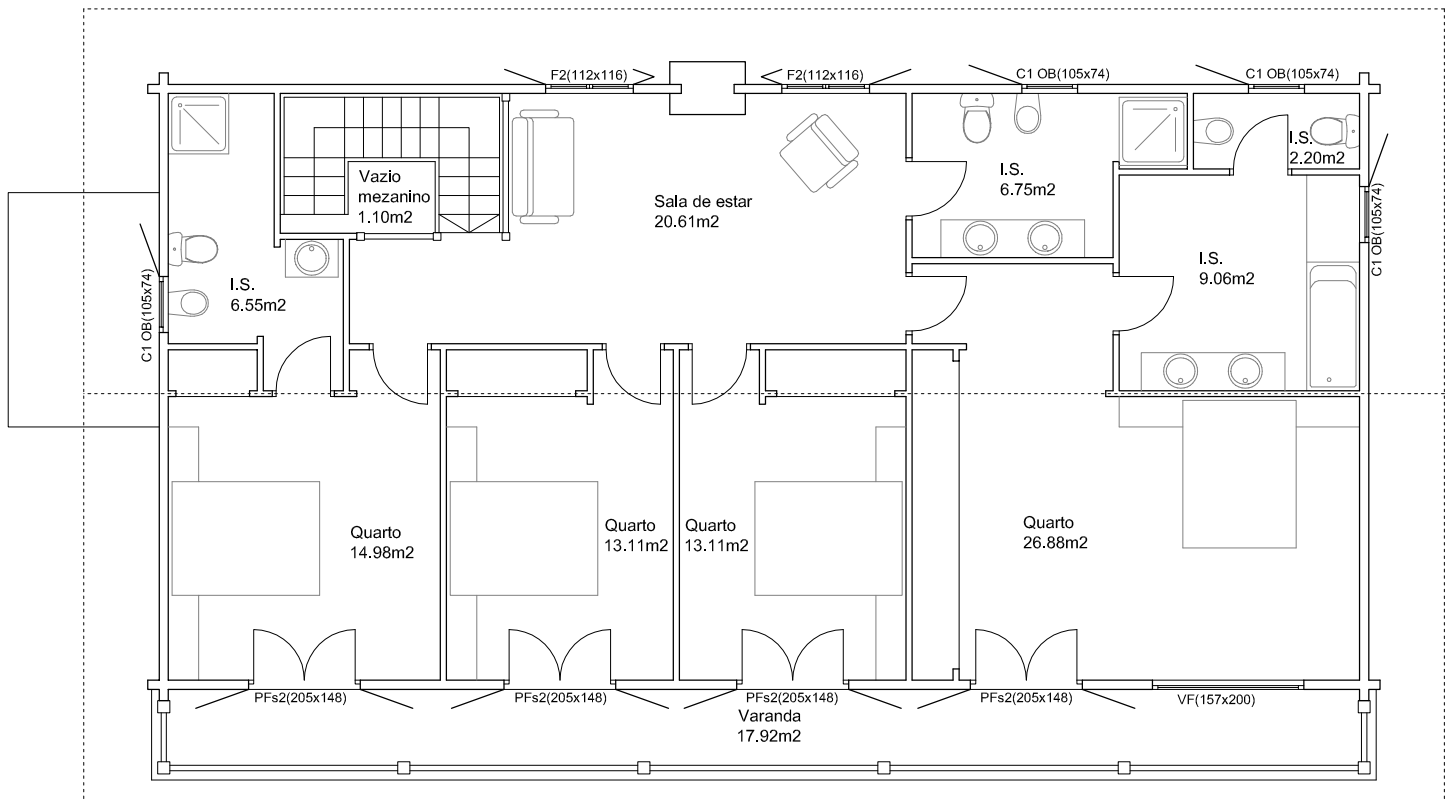 F2(112x116)
F2(112x116)
C1 OB(105x74)
C1 OB(105x74)
I.S.
2.20m2
Vazio
mezanino
1.10m2
Sala de estar
20.61m2
I.S.
6.75m2
C1 OB(105x74)
I.S.
9.06m2
I.S.
6.55m2
C1 OB(105x74)
Quarto
14.98m2
Quarto
13.11m2
Quarto
13.11m2
Quarto
26.88m2
PFs2(205x148)
PFs2(205x148)
PFs2(205x148)
PFs2(205x148)
VF(157x200)
Varanda
17.92m2